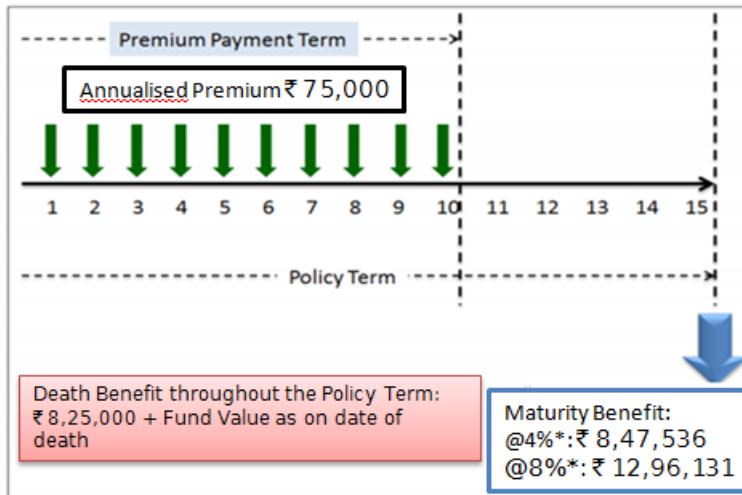 Premium Payment Term
Annualised Premium ₹ 75,000
1 2 3 4 5 6 7 8 9 10 11 12 13 14 15
Policy Term
Death Benefit throughout the Policy Term:
₹ 8,25,000 + Fund Value as on date of
death
Maturity Benefit:
@4%*: ₹ 8,47,536
@8%*: ₹ 12,96,131